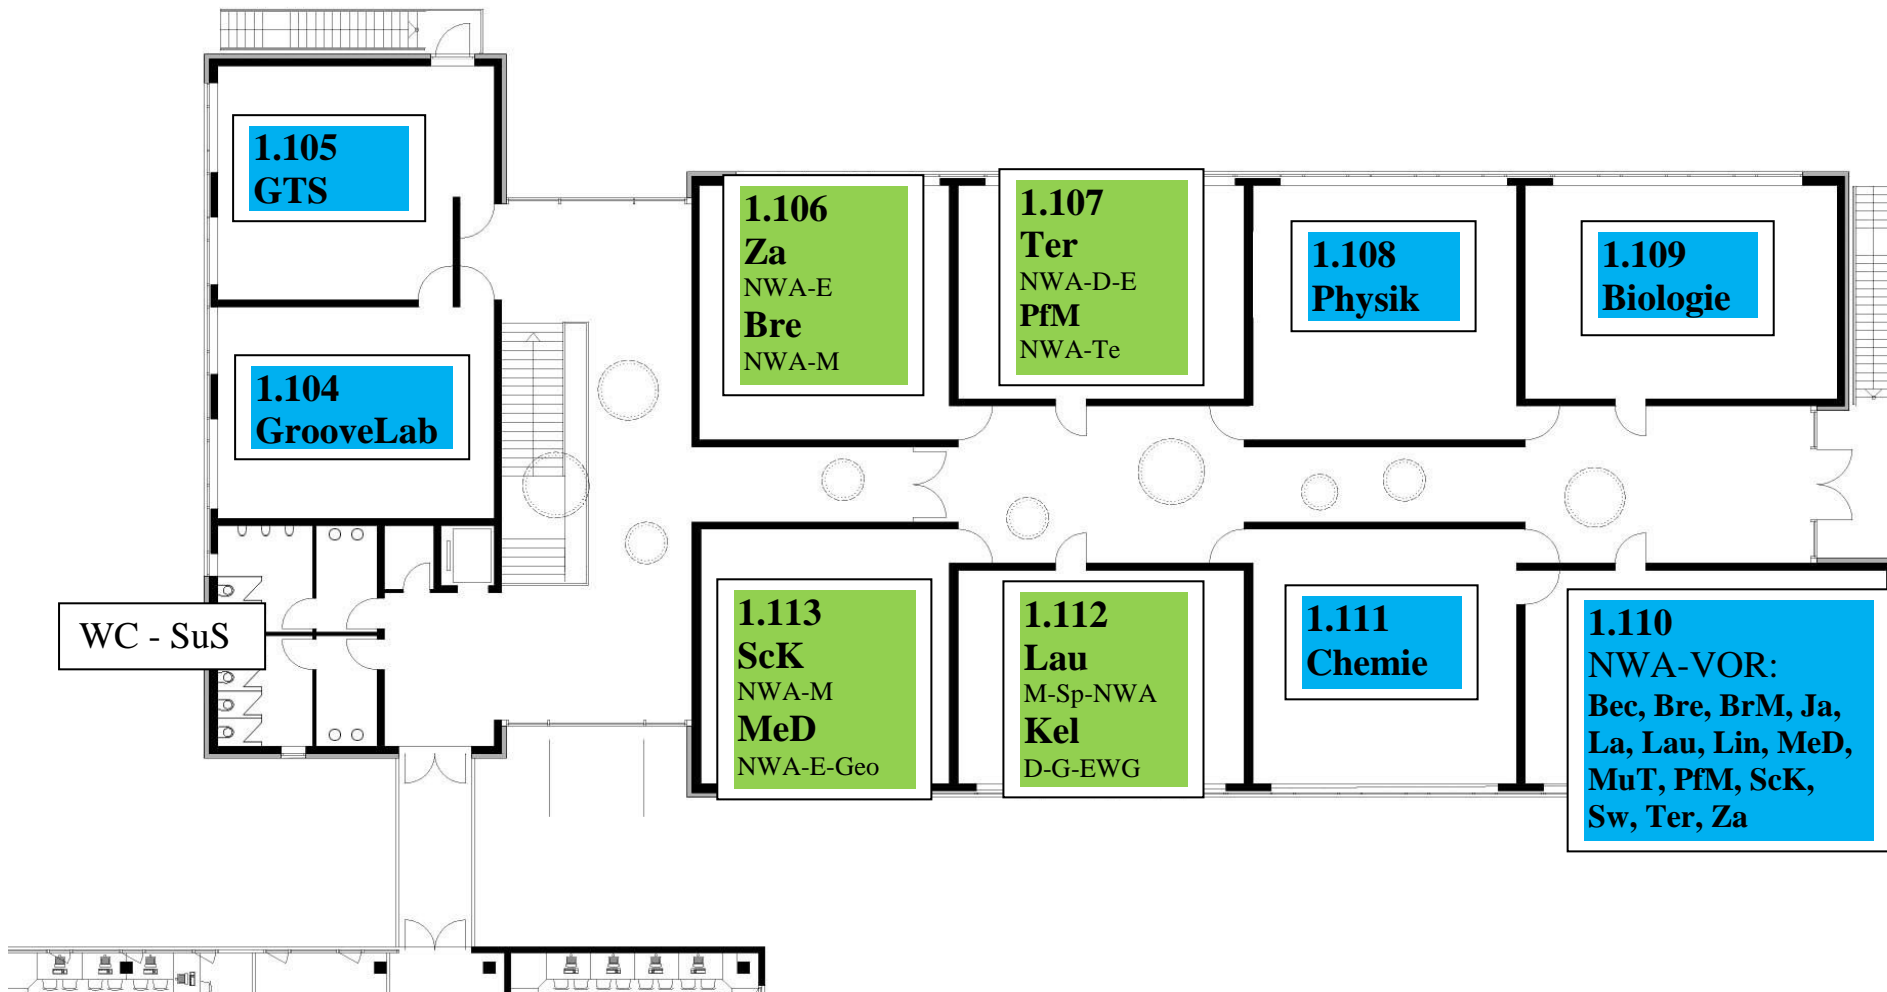 1.105
GTS
1.106
Za
NWA-E
Bre
NWA-M
1.107
Ter
NWA-D-E
PfM
NWA-Te
1.108
Physik
1.109
Biologie
1.104
GrooveLab
WC - SuS
1.113
ScK
NWA-M
MeD
NWA-E-Geo
1.112
Lau
M-Sp-NWA
Kel
D-G-EWG
1.111
Chemie
1.110
NWA-VOR:
Bec, Bre, BrM, Ja,
La, Lau, Lin, MeD,
MuT, PfM, ScK,
Sw, Ter, Za